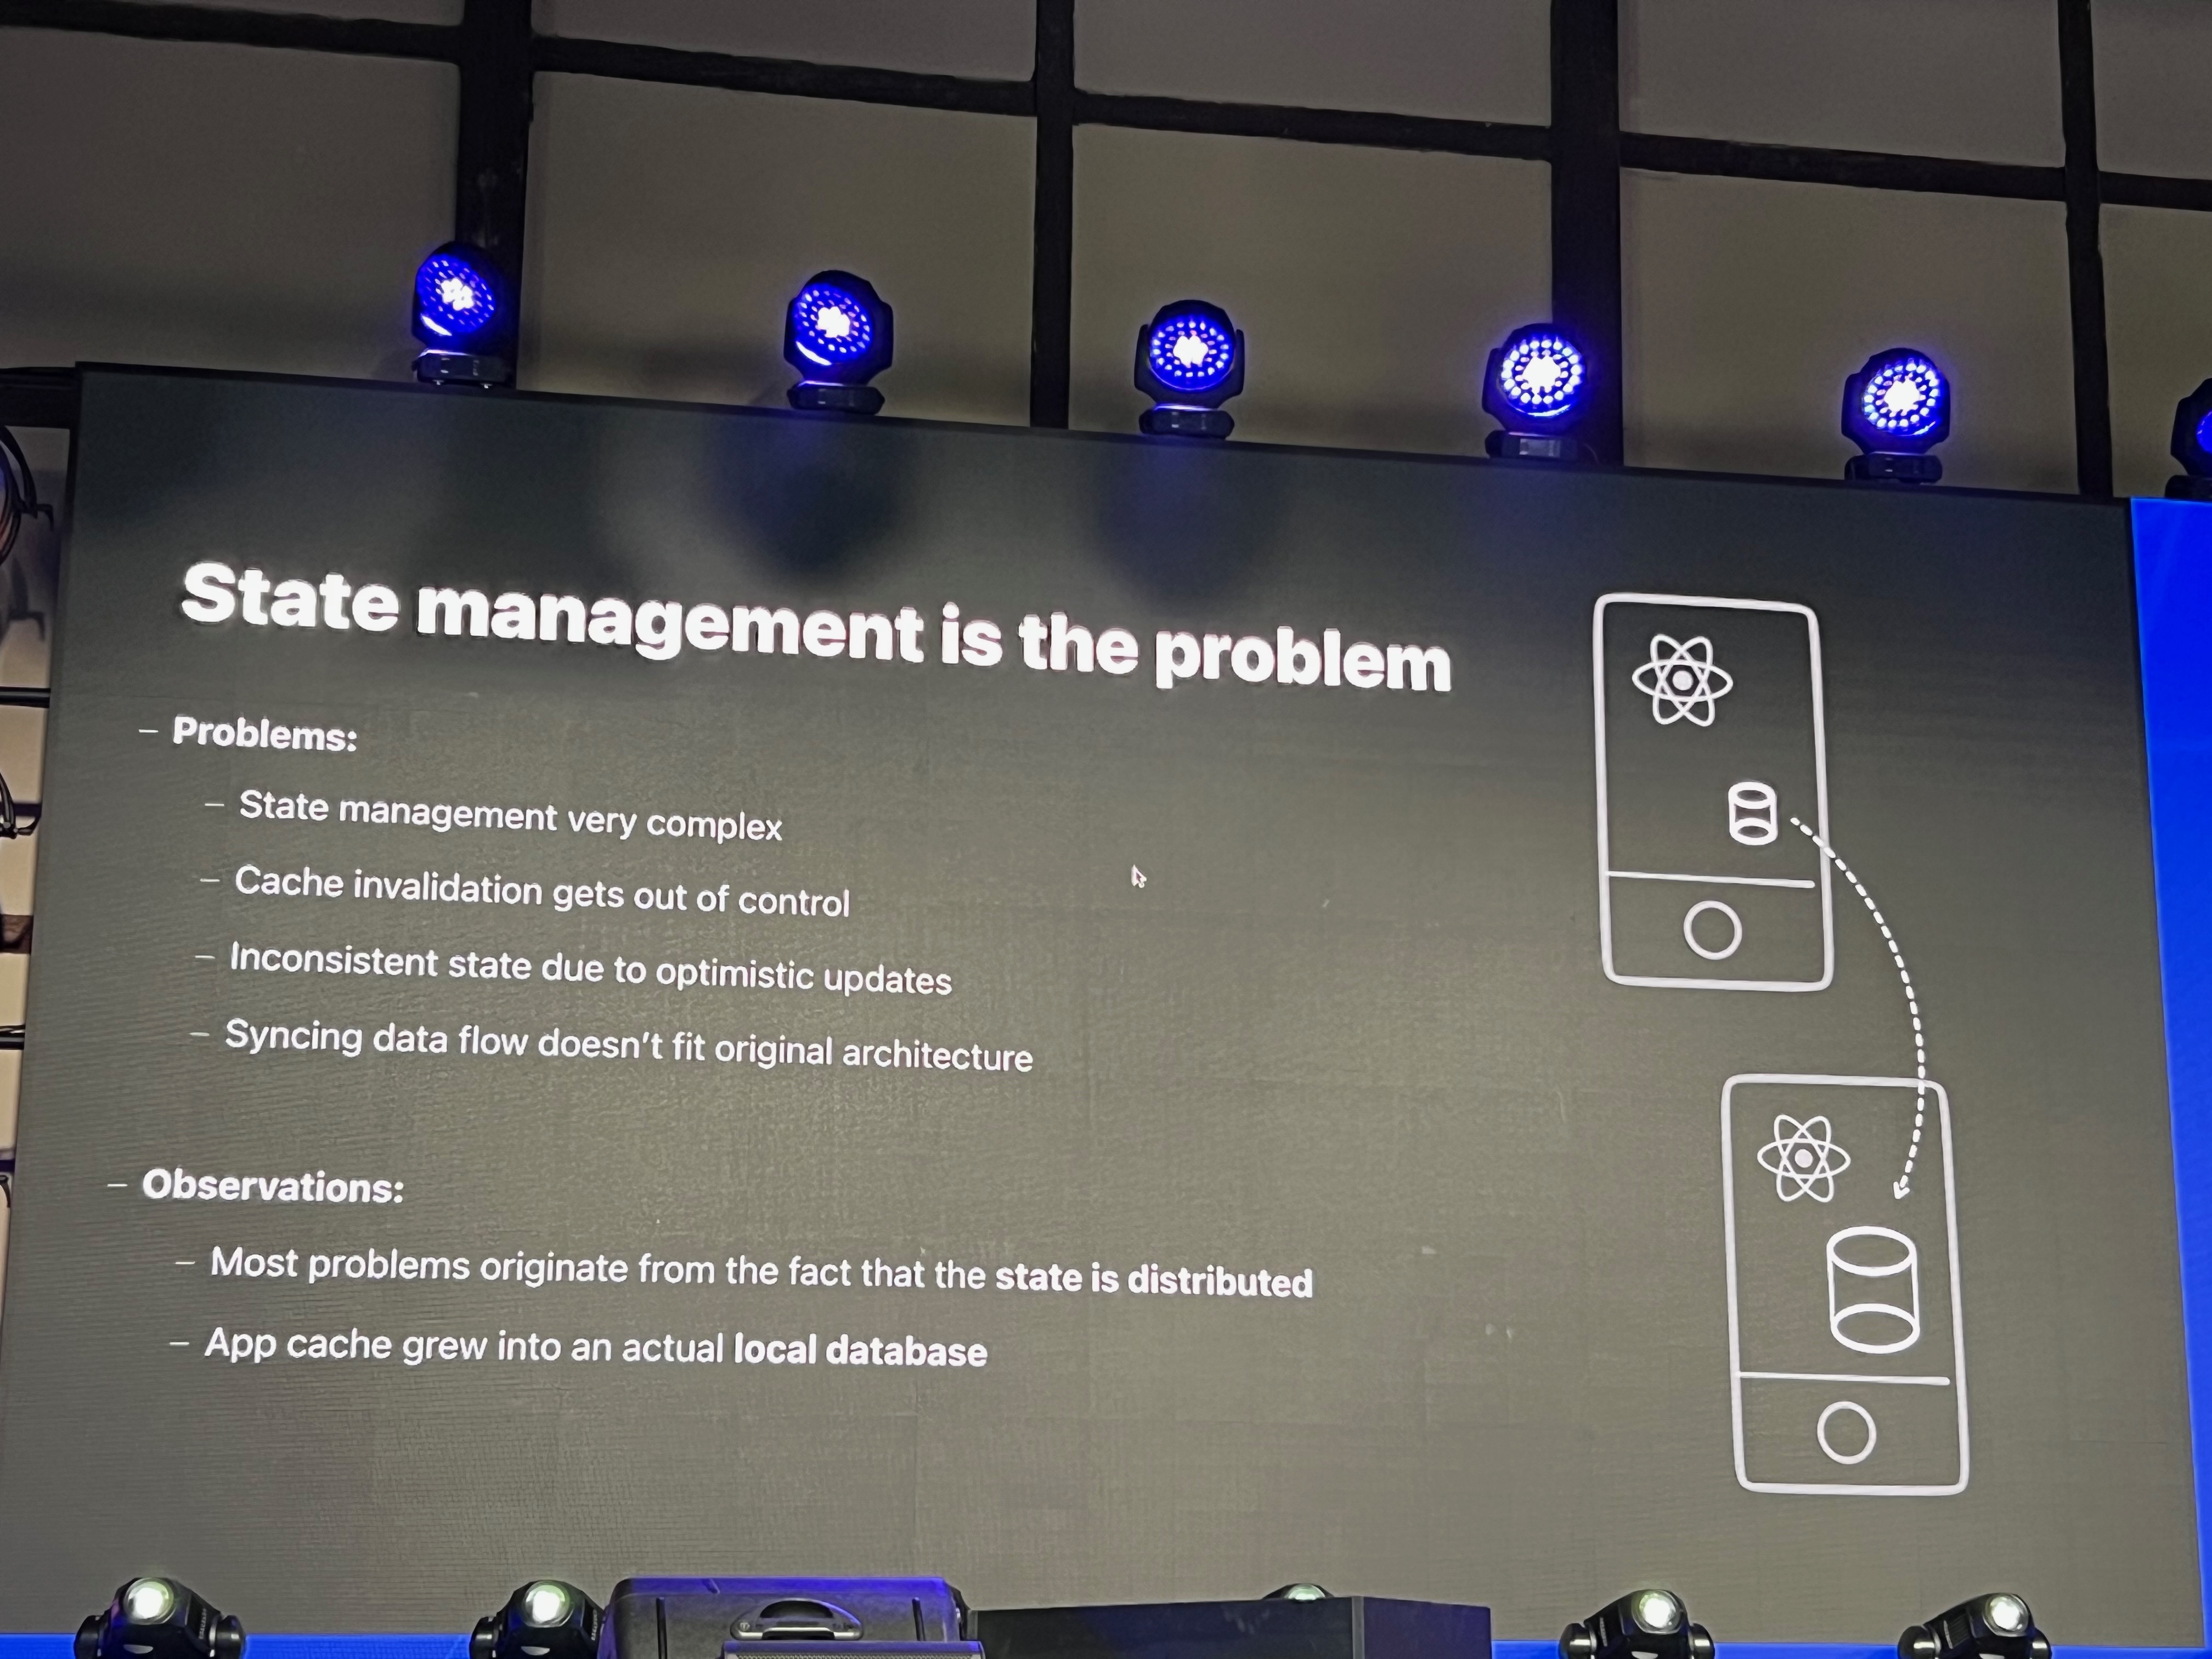 State management is the problem
– Problems:
– State management very complex
– Cache invalidation gets out of control
– Inconsistent state due to optimistic updates
– Syncing data flow doesn’t fit original architecture
– Observations:
– Most problems originate from the fact that the state is distributed
– App cache grew into an actual local database